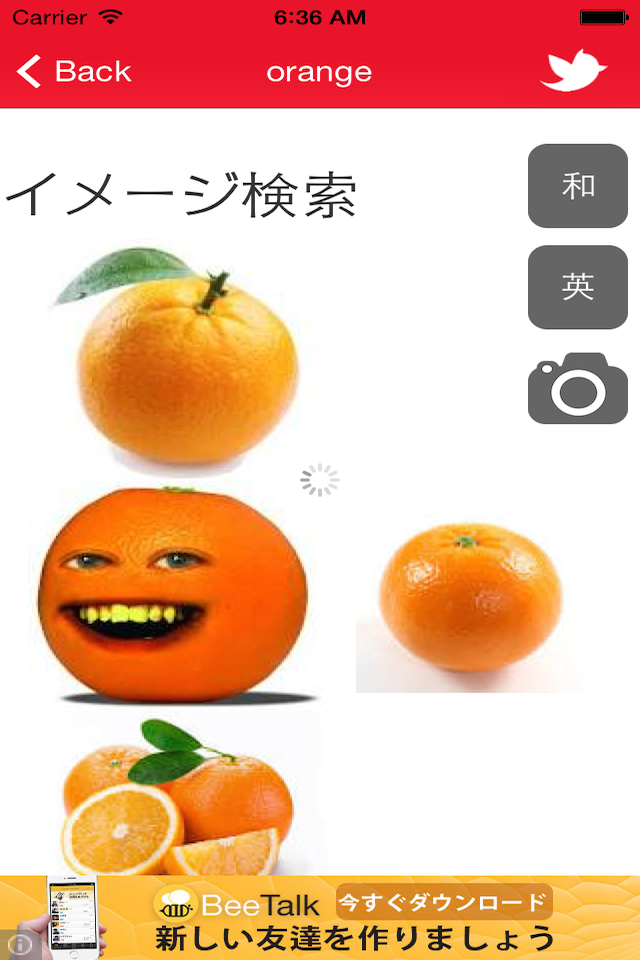 Carrier 6:36 AM
Back orange
イメージ検索
和
英
BeeTalk 今すぐダウンロード
新しい友達を作りましょう